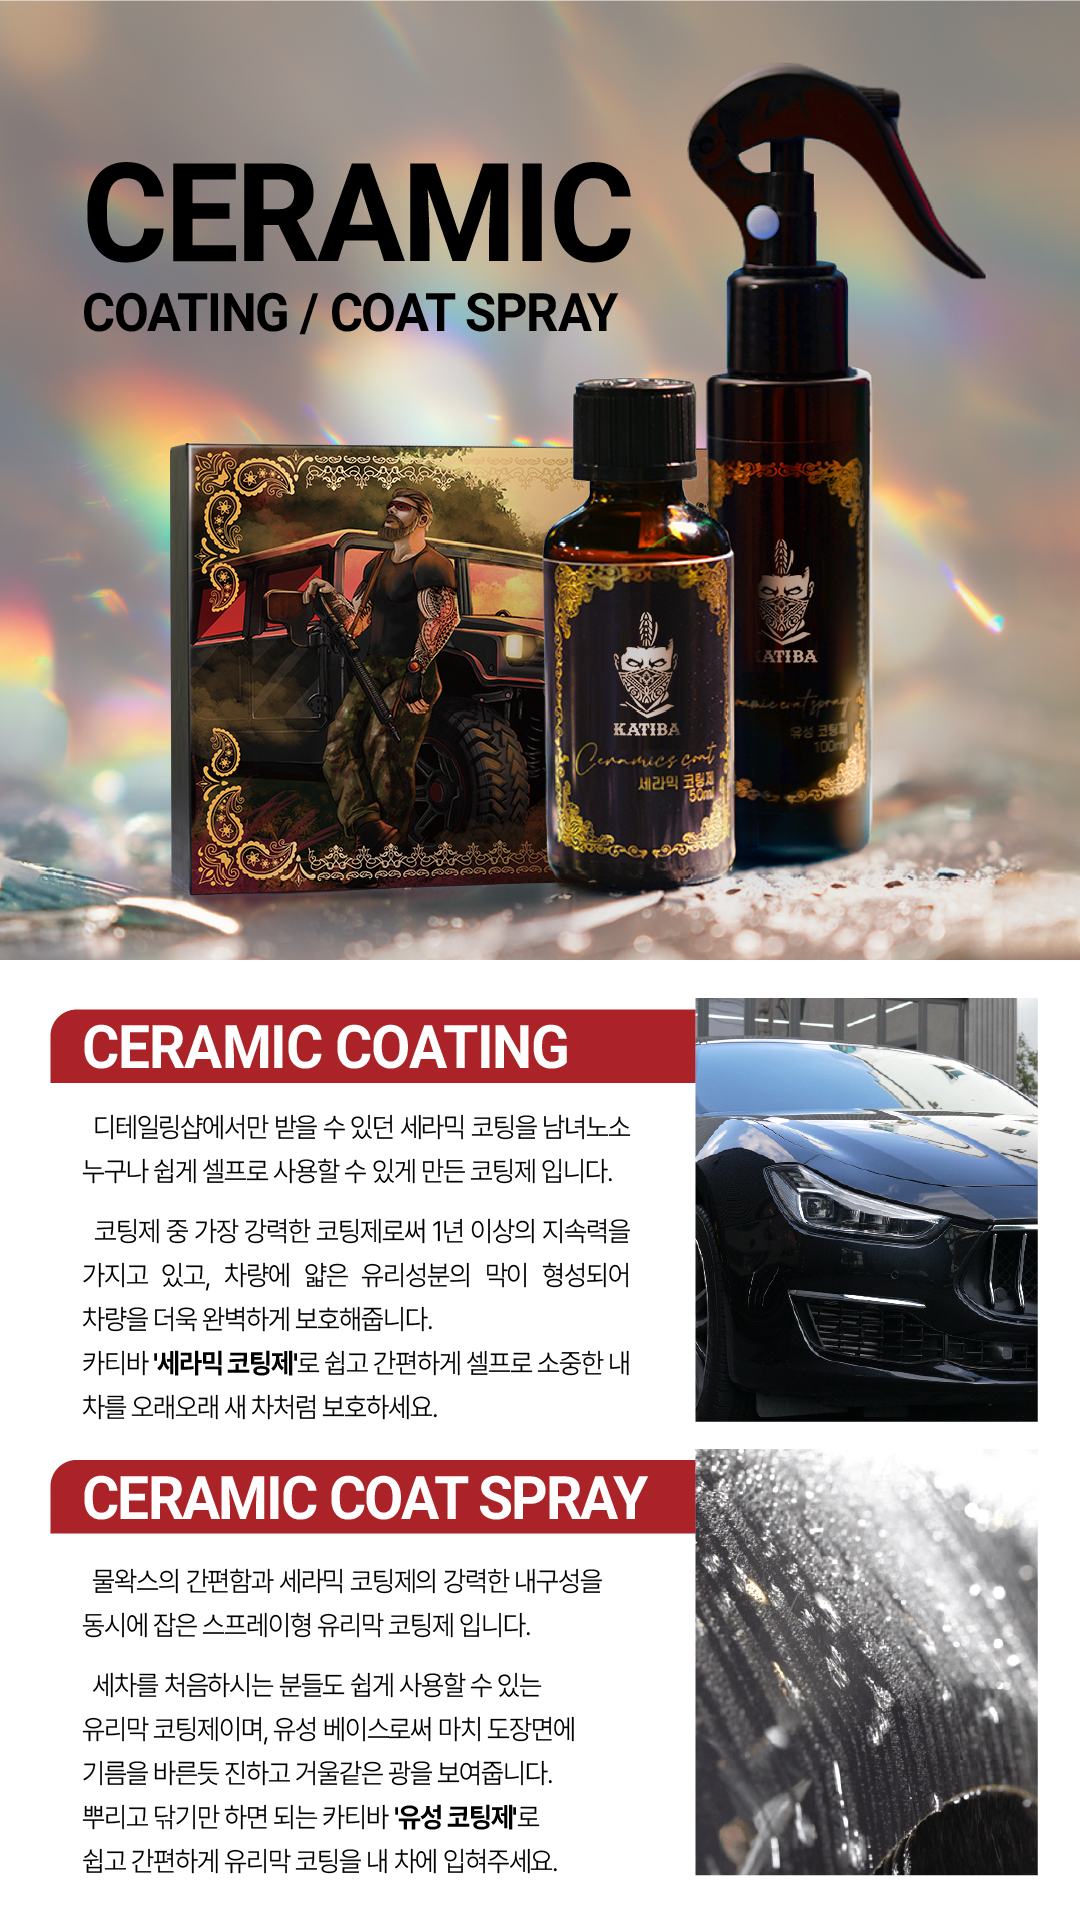 CERAMIC
COATING / COAT SPRAY
KATIBA
Ceramics coat
세라믹 코팅제
50ml
KATIBA
coat spray
유성 코팅제
100ml
CERAMIC COATING
디테일링샵에서만 받을 수 있던 세라믹 코팅을 남녀노소
누구나 쉽게 셀프로 사용할 수 있게 만든 코팅제 입니다.
코팅제 중 가장 강력한 코팅제로써 1년 이상의 지속력을
가지고 있고, 차량에 얇은 유리성분의 막이 형성되어
차량을 더욱 완벽하게 보호해줍니다.
카티바 '세라믹 코팅제'로 쉽고 간편하게 셀프로 소중한 내
차를 오래오래 새 차처럼 보호하세요.
CERAMIC COAT SPRAY
물왁스의 간편함과 세라믹 코팅제의 강력한 내구성을
동시에 잡은 스프레이형 유리막 코팅제 입니다.
세차를 처음하시는 분들도 쉽게 사용할 수 있는
유리막 코팅제이며, 유성 베이스로써 마치 도장면에
기름을 바른듯 진하고 거울같은 광을 보여줍니다.
뿌리고 닦기만 하면 되는 카티바 '유성 코팅제'로
쉽고 간편하게 유리막 코팅을 내 차에 입혀주세요.